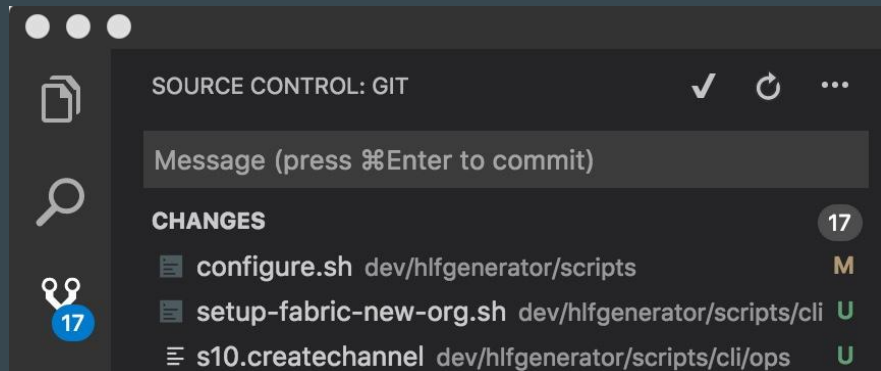 SOURCE CONTROL: GIT
Message (press ⌘Enter to commit)
CHANGES 17
configure.sh dev/hlfgenerator/scripts M
17 setup-fabric-new-org.sh dev/hlfgenerator/scripts/cli U
s10.createchannel dev/hlfgenerator/scripts/cli/ops U